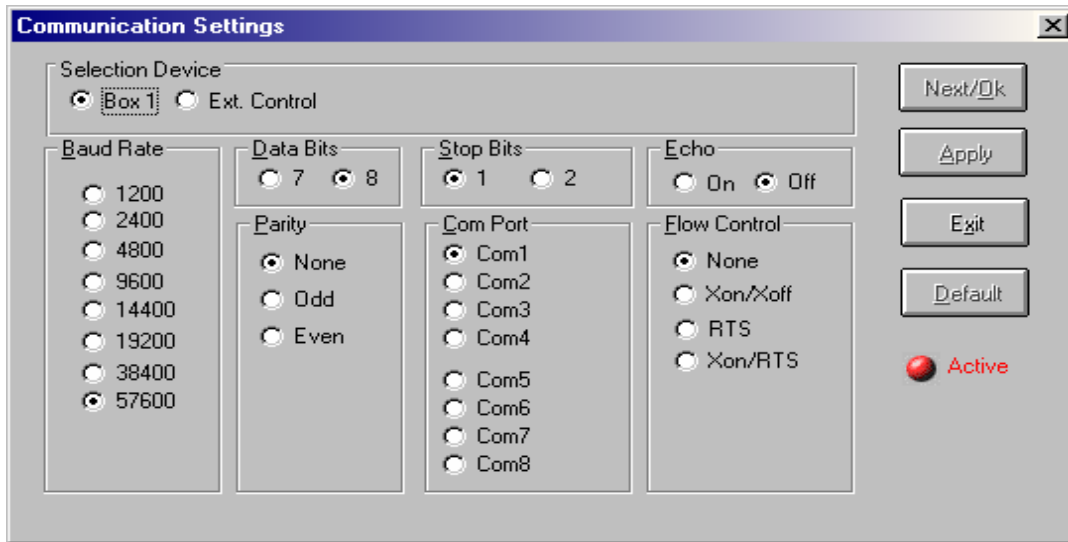 Communication Settings
Selection Device
Box 1 Ext. Control
Baud Rate
1200
2400
4800
9600
14400
19200
38400
57600
Data Bits
7 8
Parity
None
Odd
Even
Stop Bits
1 2
Com Port
Com1
Com2
Com3
Com4
Com5
Com6
Com7
Com8
Echo
On Off
Flow Control
None
Xon/Xoff
RTS
Xon/RTS
Next/Ok
Apply
Exit
Default
Active